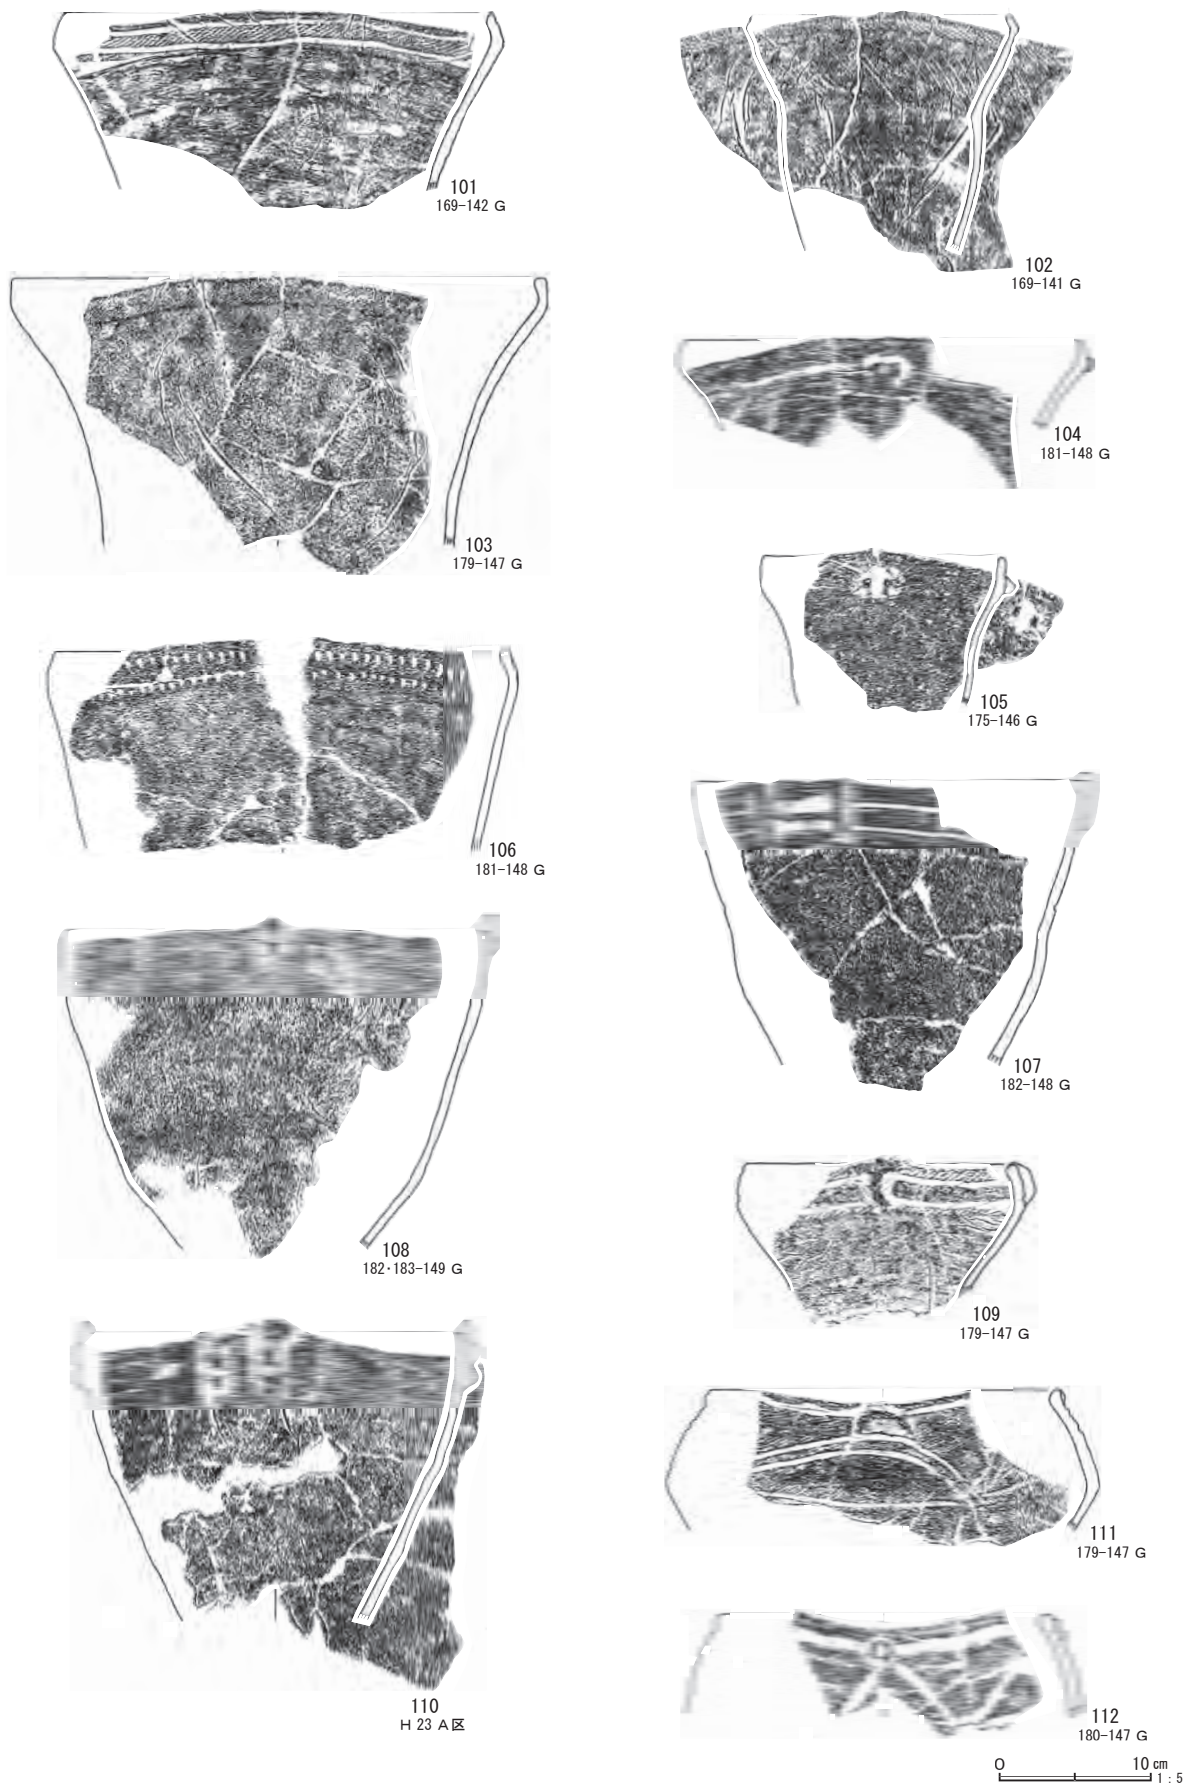 101
169-142 G
102
169-141 G
103
179-147 G
104
181-148 G
105
175-146 G
106
181-148 G
107
182-148 G
108
182・183-149 G
109
179-147 G
110
H 23 A区
111
179-147 G
112
180-147 G
0 10 cm
1:5